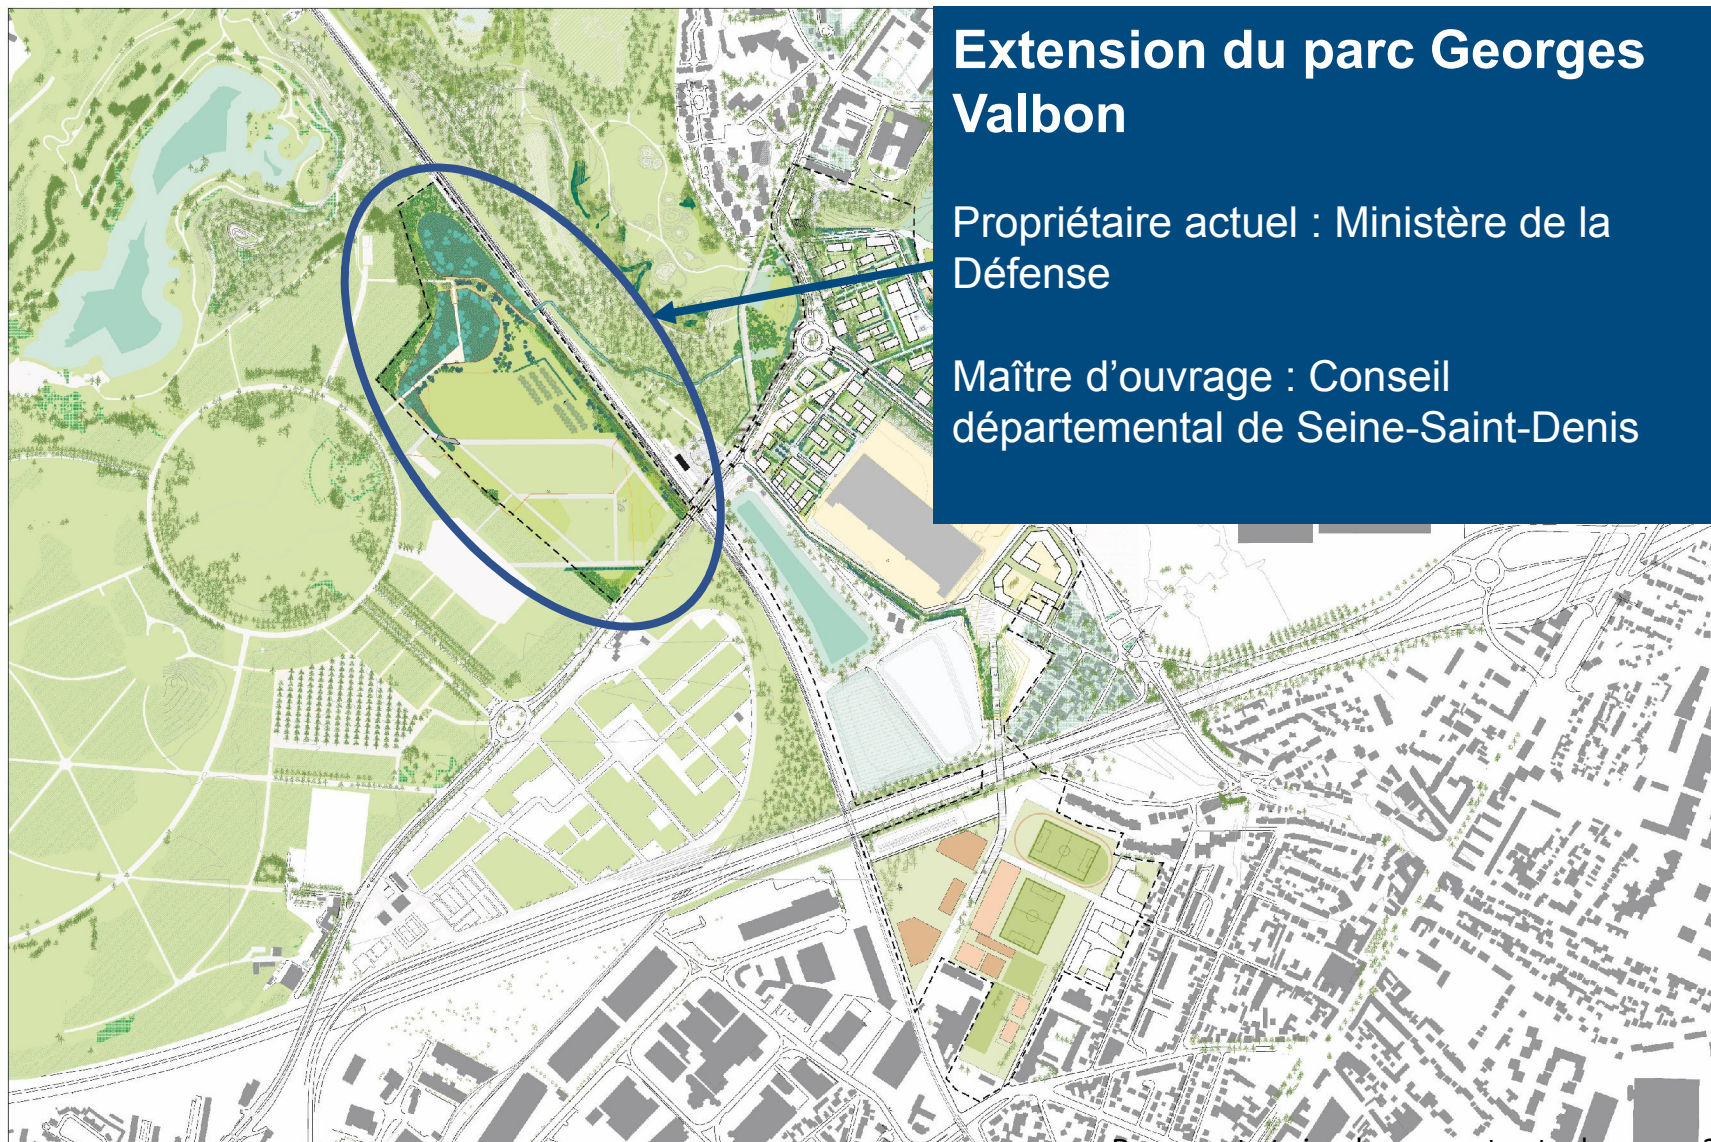 Extension du parc Georges
Valbon
Propriétaire actuel : Ministère de la
Défense
Maître d’ouvrage : Conseil
départemental de Seine-Saint-Denis